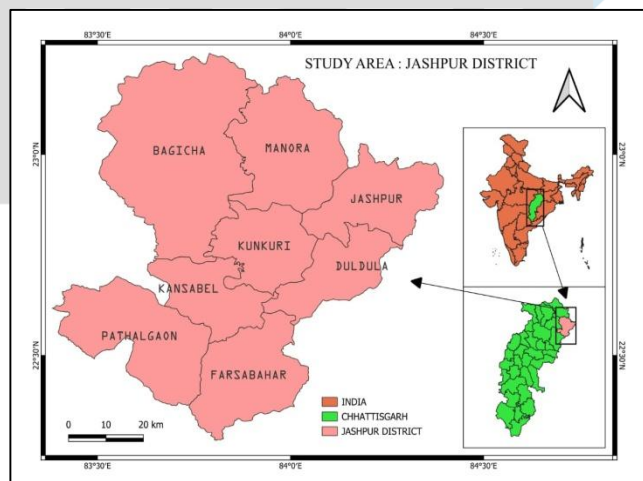 83°30'E 84°0'E 84°30'E
STUDY AREA : JASHPUR DISTRICT
23°0'N 23°0'N
BAGICHA
MANORA
JASHPUR
KUNKURI
DULDULA
KANSABEL
PATHALGAON
FARSABAHAR
22°30'N 22°30'N
INDIA
CHHATTISGARH
JASHPUR DISTRICT
0 10 20 km
83°30'E 84°0'E 84°30'E